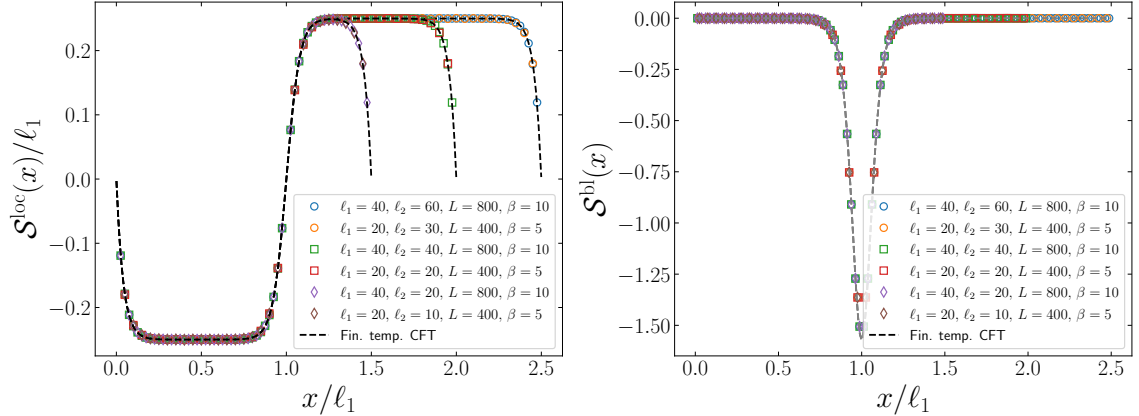 0.2
0.0
−0.2
0.0
0.5
1.0
1.5
2.0
2.5
x/ℓ₁
𝒮^loc(x)/ℓ₁
ℓ₁ = 40, ℓ₂ = 60, L = 800, β = 10
ℓ₁ = 20, ℓ₂ = 30, L = 400, β = 5
ℓ₁ = 40, ℓ₂ = 40, L = 800, β = 10
ℓ₁ = 20, ℓ₂ = 20, L = 400, β = 5
ℓ₁ = 40, ℓ₂ = 20, L = 800, β = 10
ℓ₁ = 20, ℓ₂ = 10, L = 400, β = 5
Fin. temp. CFT
0.00
−0.25
−0.50
−0.75
−1.00
−1.25
−1.50
0.0
0.5
1.0
1.5
2.0
2.5
x/ℓ₁
𝒮^bl(x)
ℓ₁ = 40, ℓ₂ = 60, L = 800, β = 10
ℓ₁ = 20, ℓ₂ = 30, L = 400, β = 5
ℓ₁ = 40, ℓ₂ = 40, L = 800, β = 10
ℓ₁ = 20, ℓ₂ = 20, L = 400, β = 5
ℓ₁ = 40, ℓ₂ = 20, L = 800, β = 10
ℓ₁ = 20, ℓ₂ = 10, L = 400, β = 5
Fin. temp. CFT